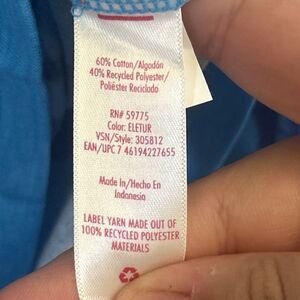 60% Cotton/Algodón
40% Recycled Polyester/
Poliéster Reciclado
RN# 59775
Color: ELETUR
VSN/Style: 305812
EAN/UPC 7 46194227655
Made In/Hecho En
Indonesia
LABEL YARN MADE OUT OF
100% RECYCLED POLYESTER
MATERIALS